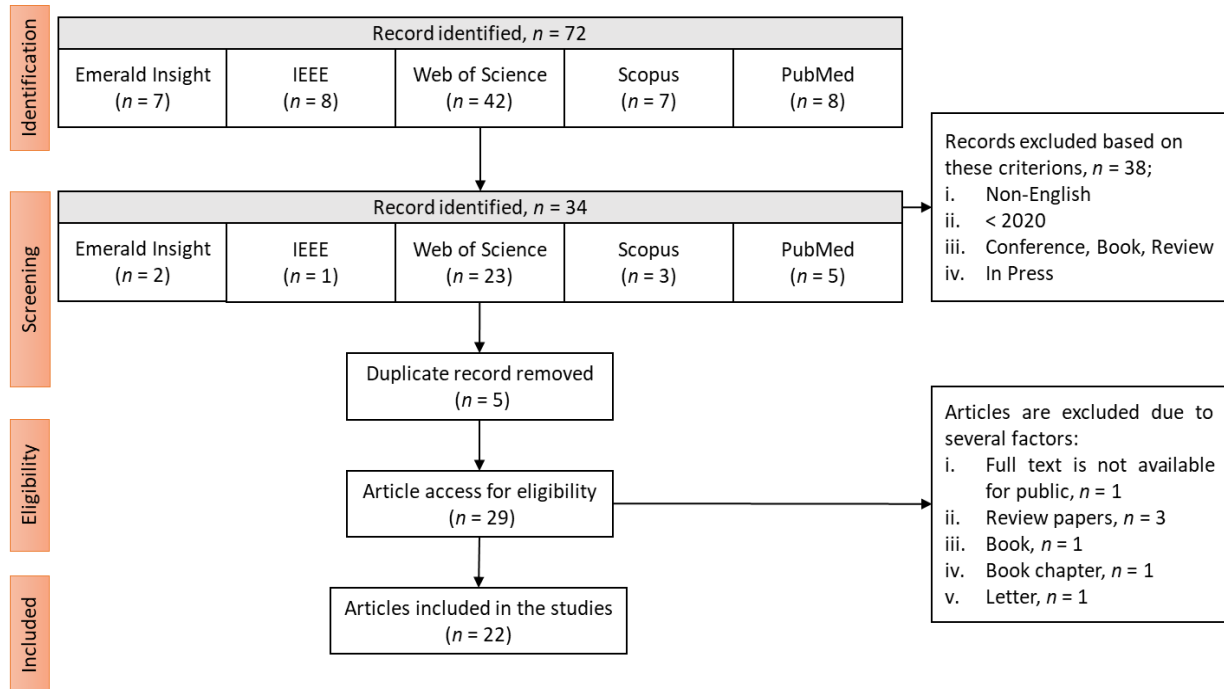 Identification
Record identified, n = 72
Emerald Insight
(n = 7)
IEEE
(n = 8)
Web of Science
(n = 42)
Scopus
(n = 7)
PubMed
(n = 8)
Records excluded based on
these criterions, n = 38;
i. Non-English
ii. < 2020
iii. Conference, Book, Review
iv. In Press
Screening
Record identified, n = 34
Emerald Insight
(n = 2)
IEEE
(n = 1)
Web of Science
(n = 23)
Scopus
(n = 3)
PubMed
(n = 5)
Duplicate record removed
(n = 5)
Eligibility
Article access for eligibility
(n = 29)
Articles are excluded due to
several factors:
i. Full text is not available
for public, n = 1
ii. Review papers, n = 3
iii. Book, n = 1
iv. Book chapter, n = 1
v. Letter, n = 1
Included
Articles included in the studies
(n = 22)